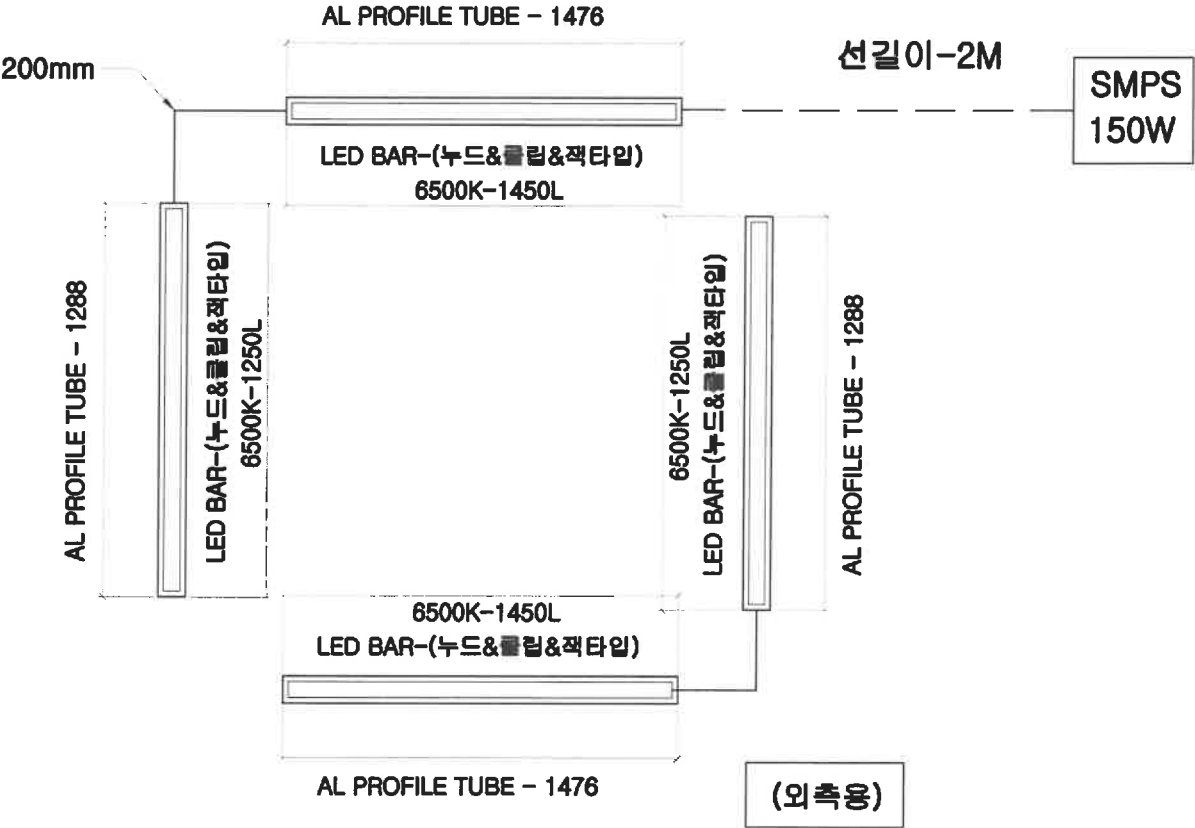 AL PROFILE TUBE - 1476
200mm
선길이-2M
SMPS
150W
LED BAR-(누드&클립&잭타입)
6500K-1450L
AL PROFILE TUBE - 1288
LED BAR-(누드&클립&잭타입)
6500K-1250L
6500K-1250L
LED BAR-(누드&클립&잭타입)
AL PROFILE TUBE - 1288
6500K-1450L
LED BAR-(누드&클립&잭타입)
AL PROFILE TUBE - 1476
(외측용)